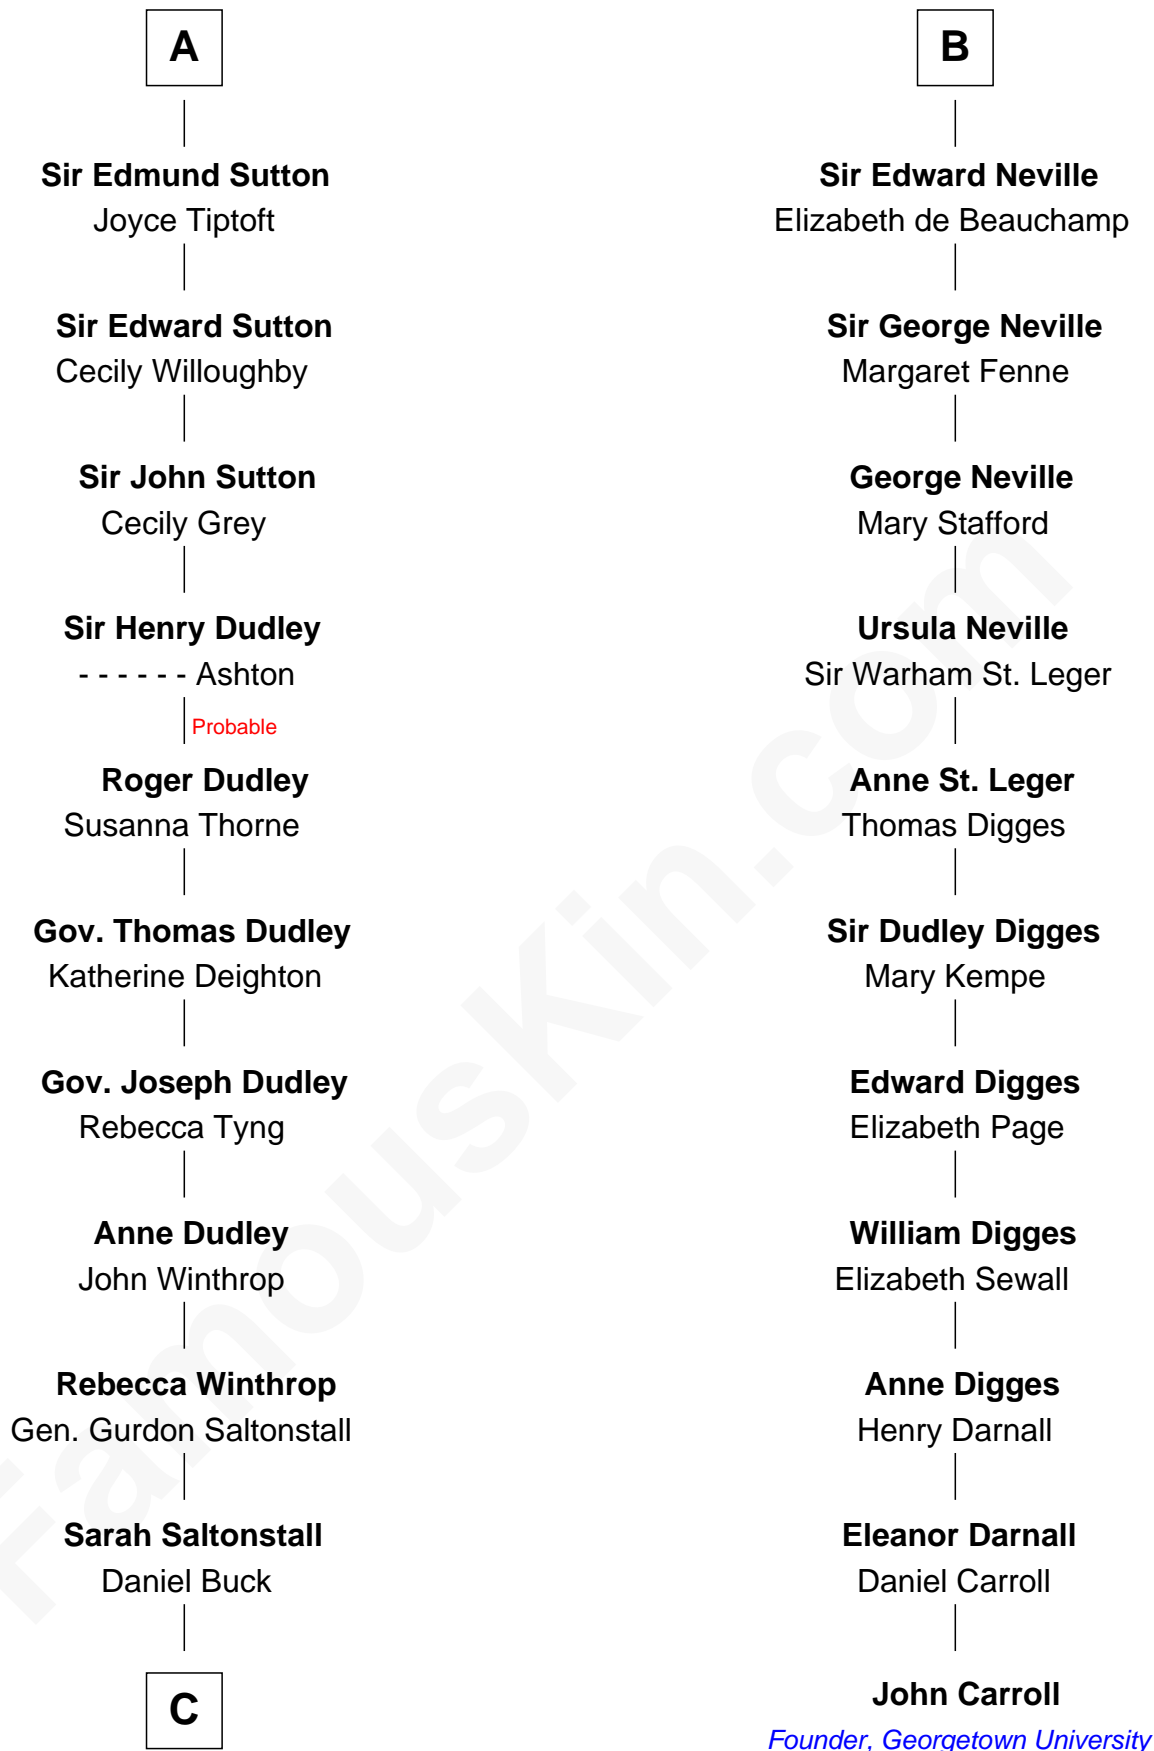 A
Sir Edmund Sutton
Joyce Tiptoft
Sir Edward Sutton
Cecily Willoughby
Sir John Sutton
Cecily Grey
Sir Henry Dudley
- - - - - - Ashton
Probable
Roger Dudley
Susanna Thorne
Gov. Thomas Dudley
Katherine Deighton
Gov. Joseph Dudley
Rebecca Tyng
Anne Dudley
John Winthrop
Rebecca Winthrop
Gen. Gurdon Saltonstall
Sarah Saltonstall
Daniel Buck
C
B
Sir Edward Neville
Elizabeth de Beauchamp
Sir George Neville
Margaret Fenne
George Neville
Mary Stafford
Ursula Neville
Sir Warham St. Leger
Anne St. Leger
Thomas Digges
Sir Dudley Digges
Mary Kempe
Edward Digges
Elizabeth Page
William Digges
Elizabeth Sewall
Anne Digges
Henry Darnall
Eleanor Darnall
Daniel Carroll
John Carroll
Founder, Georgetown University
FamousKin.com